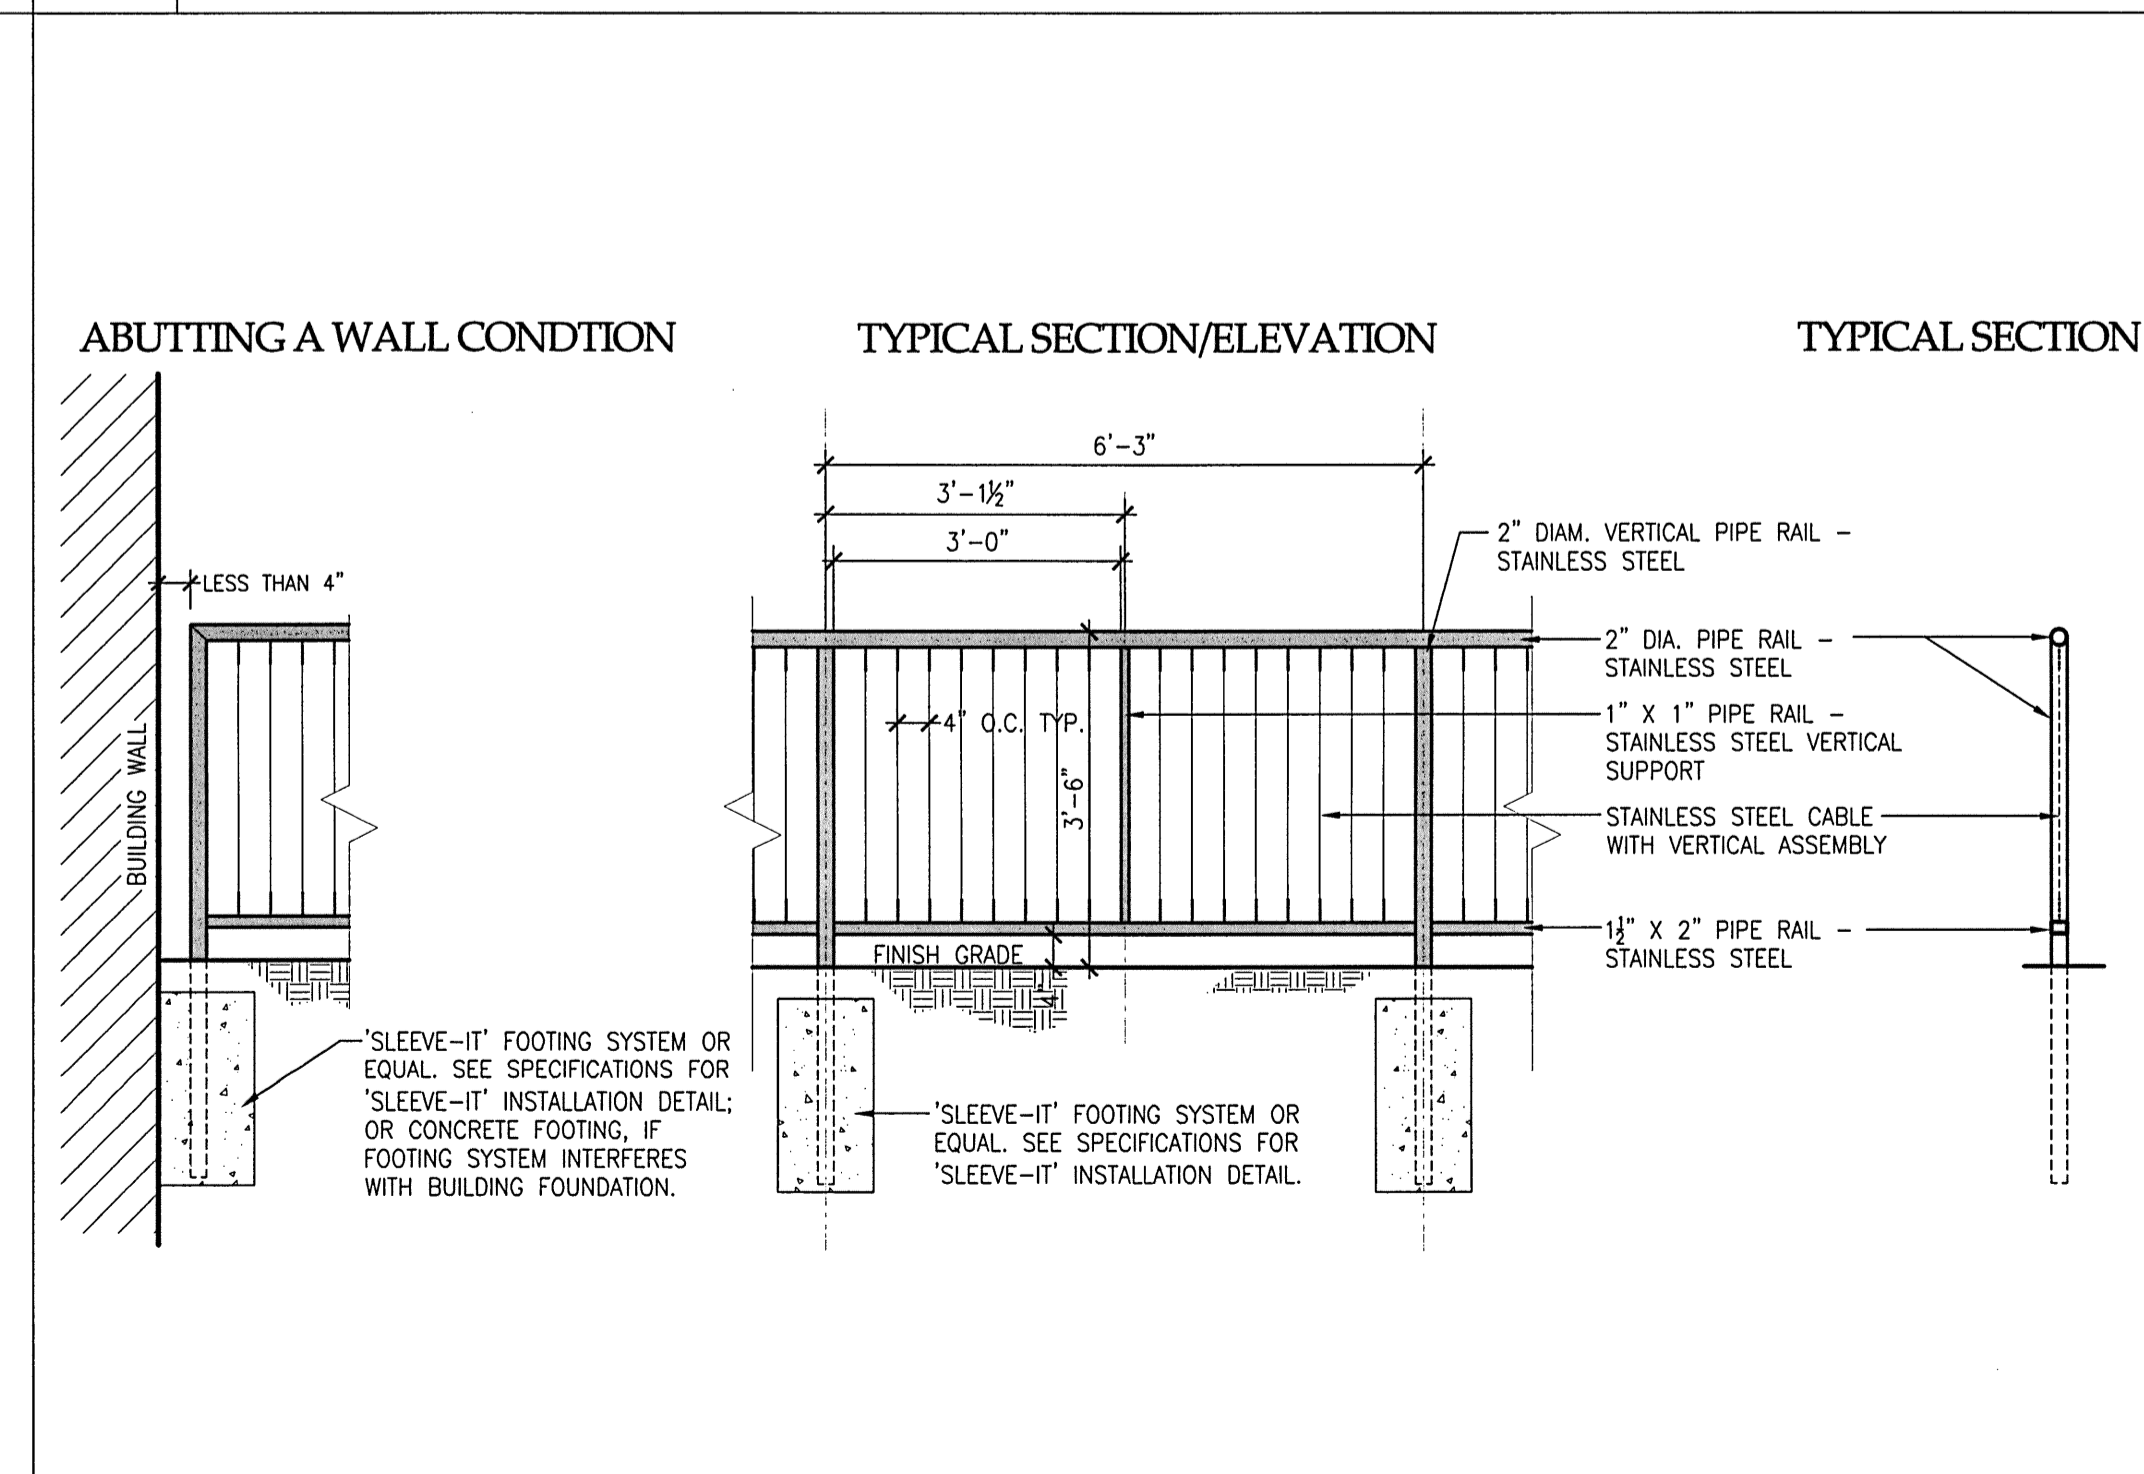 ABUTTING A WALL CONDTION
TYPICAL SECTION/ELEVATION
TYPICAL SECTION
6'-3"
3'-1½"
3'-0"
LESS THAN 4"
BUILDING WALL
4" O.C. TYP.
3'-6"
FINISH GRADE
4"
2" DIAM. VERTICAL PIPE RAIL –
STAINLESS STEEL
2" DIA. PIPE RAIL –
STAINLESS STEEL
1" X 1" PIPE RAIL –
STAINLESS STEEL VERTICAL
SUPPORT
STAINLESS STEEL CABLE
WITH VERTICAL ASSEMBLY
1½" X 2" PIPE RAIL –
STAINLESS STEEL
'SLEEVE-IT' FOOTING SYSTEM OR
EQUAL. SEE SPECIFICATIONS FOR
'SLEEVE-IT' INSTALLATION DETAIL;
OR CONCRETE FOOTING, IF
FOOTING SYSTEM INTERFERES
WITH BUILDING FOUNDATION.
'SLEEVE-IT' FOOTING SYSTEM OR
EQUAL. SEE SPECIFICATIONS FOR
'SLEEVE-IT' INSTALLATION DETAIL.